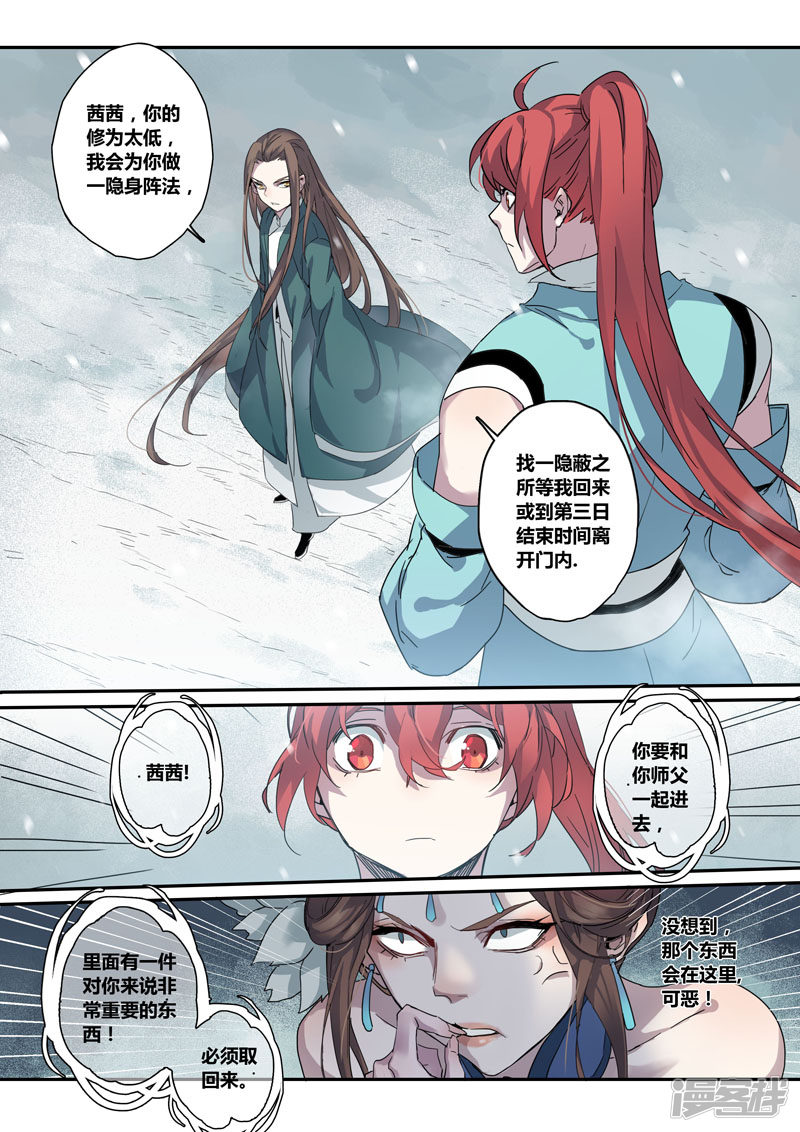 茜茜，你的
修为太低，
我会为你做
一隐身阵法，
找一隐蔽之
所等我回来
或到第三日
结束时间离
开门内.
茜茜!
你要和
你师父
一起进
去，
里面有一件
对你来说非
常重要的东
西！
必须取
回来。
没想到，
那个东西
会在这里,
可恶！
漫客栈